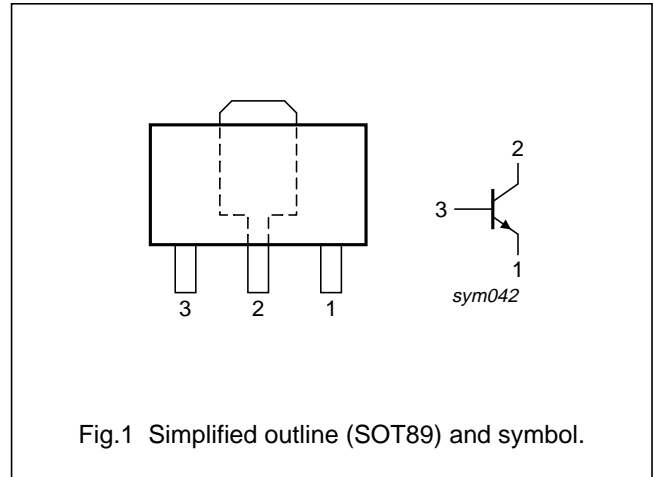 2
3
1
sym042
3 2 1
Fig.1 Simplified outline (SOT89) and symbol.